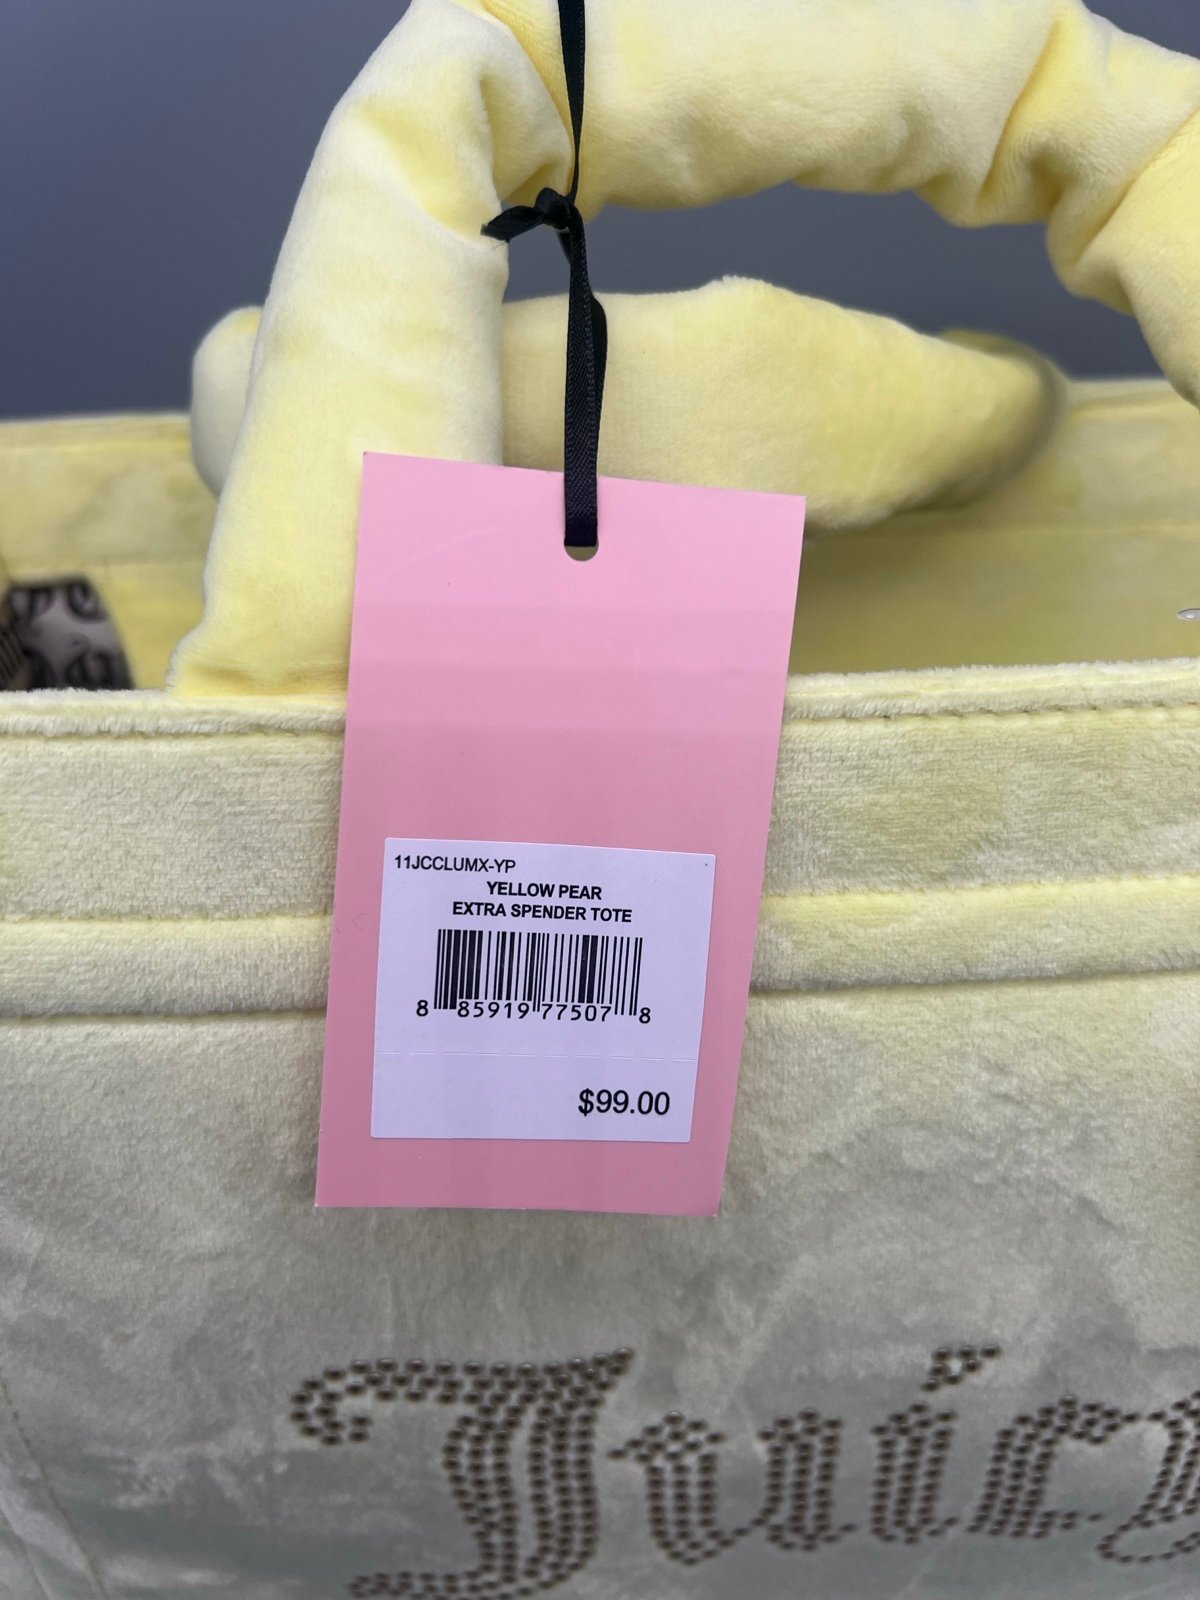 11JCCLUMX-YP
YELLOW PEAR
EXTRA SPENDER TOTE
8 85919 77507 8
$99.00
Juicy